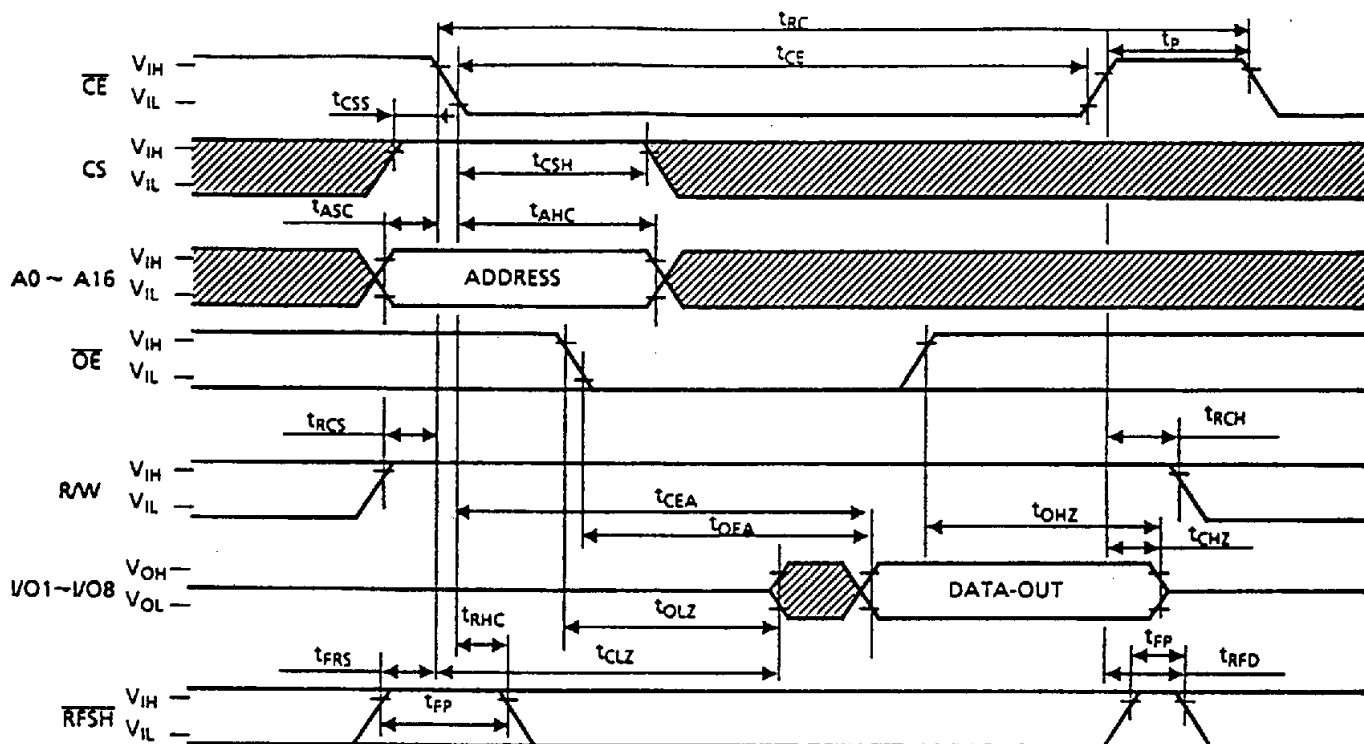 tRC
tCE
tP
CE
VIH
VIL
tCSS
CS
VIH
VIL
tCSH
tASC
tAHC
A0 ~ A16
VIH
VIL
ADDRESS
OE
VIH
VIL
tRCS
tRCH
R/W
VIH
VIL
tCEA
tOEA
tOHZ
tCHZ
I/O1~I/O8
VOH
VOL
DATA-OUT
tRHC
tOLZ
tFRS
tCLZ
tFP
tRFD
RFSH
VIH
VIL
tFP